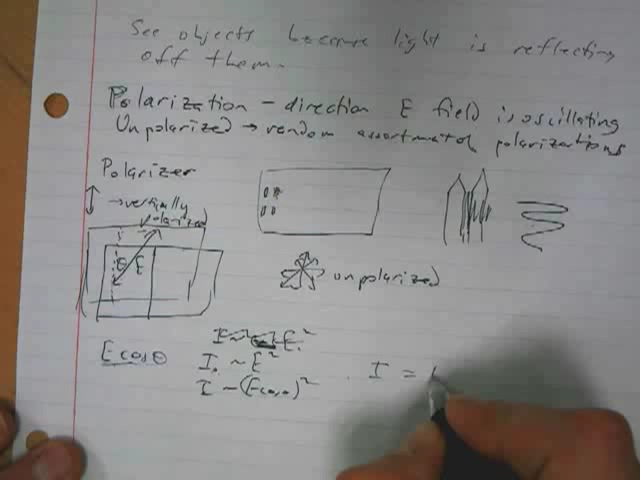 See objects because light is reflecting
off them.
Polarization - direction E field is oscillating
Unpolarized → random assortment of polarizations
Polarizer
→ vertically
polarized
θ E
unpolarized
E cos θ
I₀ ~ E²
I ~ (E cos θ)²
I =